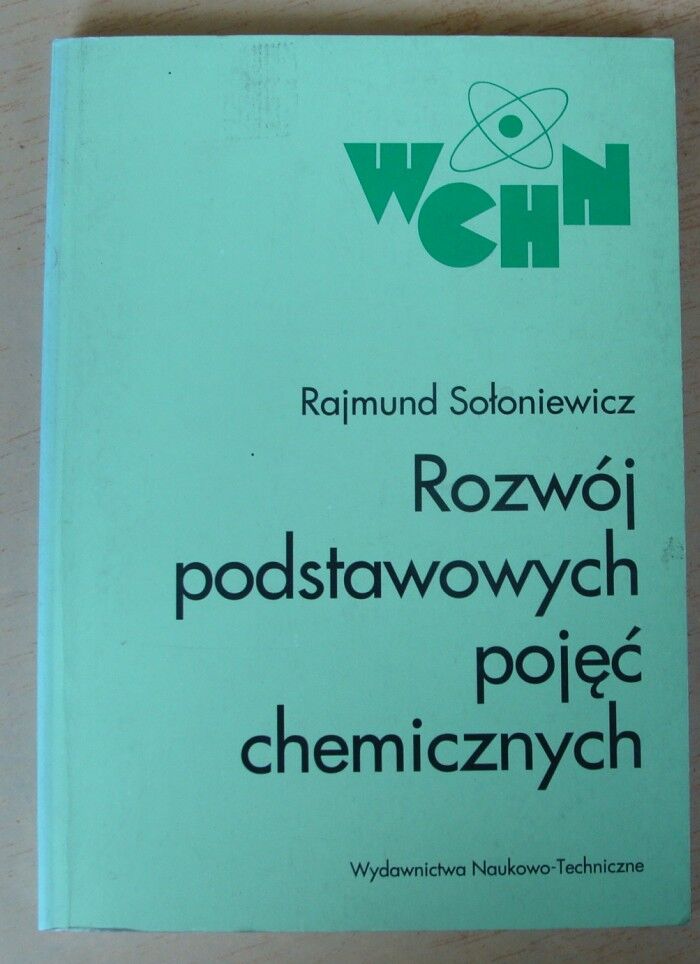 WCHN
Rajmund Sołoniewicz
Rozwój
podstawowych
pojęć
chemicznych
Wydawnictwa Naukowo-Techniczne